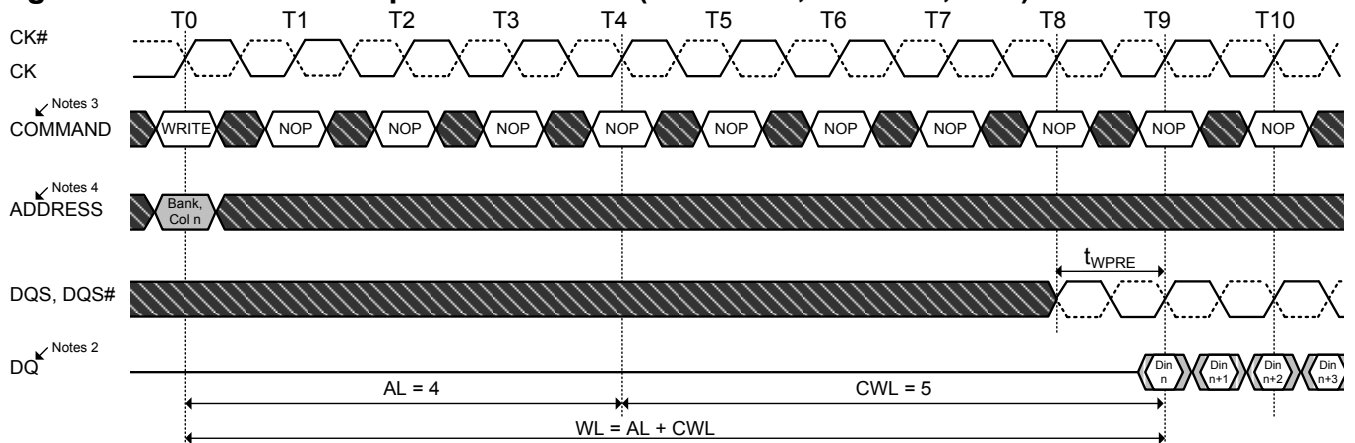 T0 T1 T2 T3 T4 T5 T6 T7 T8 T9 T10
CK#
CK
Notes 3
COMMAND WRITE NOP NOP NOP NOP NOP NOP NOP NOP NOP NOP
Notes 4
ADDRESS Bank,
Col n
tWPRE
DQS, DQS#
Notes 2
DQ Din n Din n+1 Din n+2 Din n+3
AL = 4 CWL = 5
WL = AL + CWL